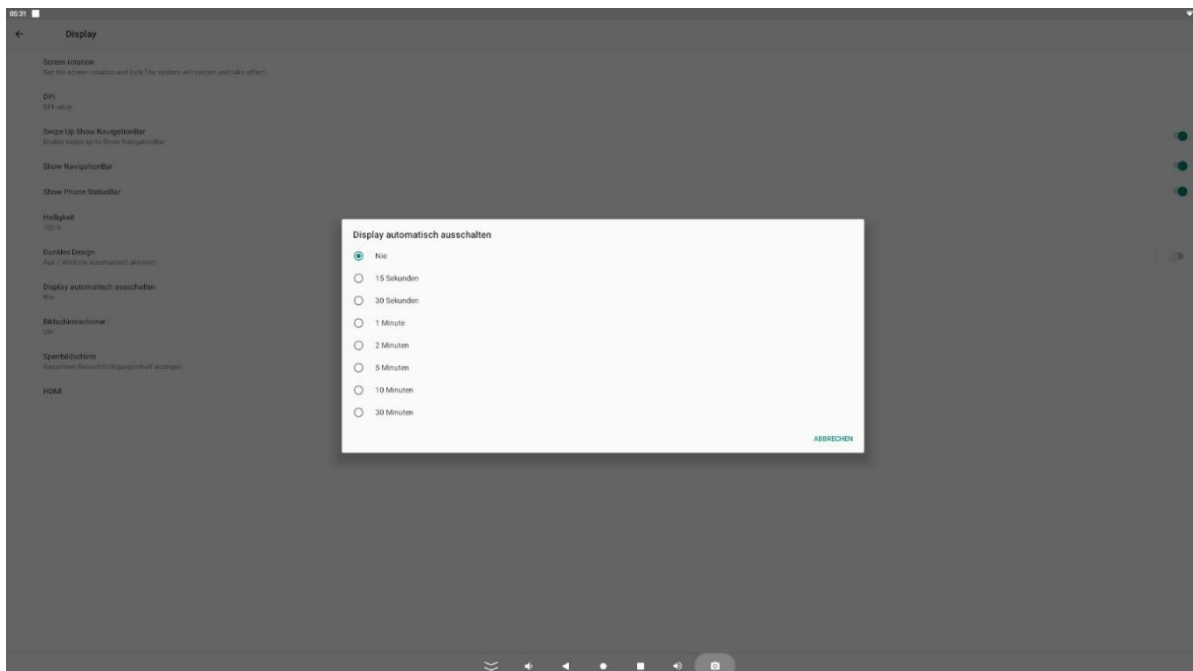 05:31
Display
Screen rotation
Set the screen rotation and lock.The system will restart and take effect.
DPI
DPI ratio
Swipe Up Show NavigationBar
Enable swipe up to Show NavigationBar
Show NavigationBar
Show Phone StatusBar
Helligkeit
100 %
Dunkles Design
Aus / Wird nie automatisch aktiviert
Display automatisch ausschalten
Nie
Bildschirmschoner
Uhr
Sperrbildschirm
Gesamten Benachrichtigungsinhalt anzeigen
HDMI
Display automatisch ausschalten
Nie
15 Sekunden
30 Sekunden
1 Minute
2 Minuten
5 Minuten
10 Minuten
30 Minuten
ABBRECHEN